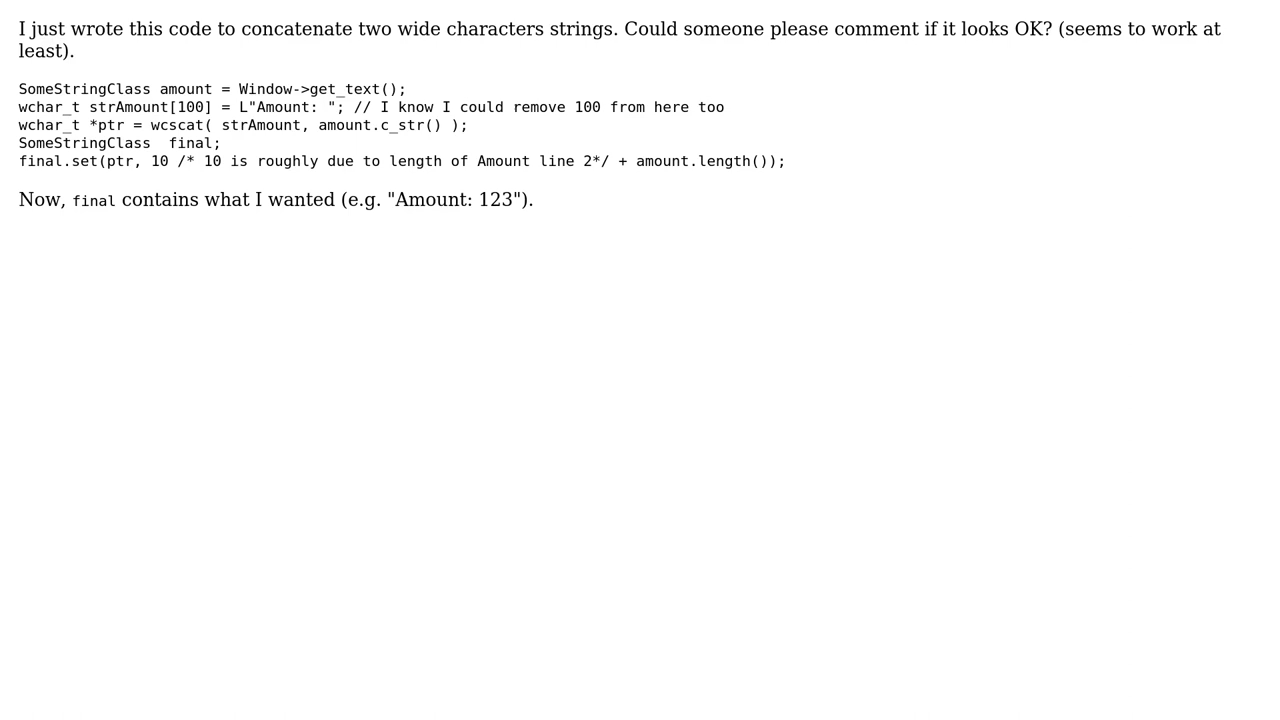 I just wrote this code to concatenate two wide characters strings. Could someone please comment if it looks OK? (seems to work at
least).
SomeStringClass amount = Window->get_text();
wchar_t strAmount[100] = L"Amount: "; // I know I could remove 100 from here too
wchar_t *ptr = wcscat( strAmount, amount.c_str() );
SomeStringClass  final;
final.set(ptr, 10 /* 10 is roughly due to length of Amount line 2*/ + amount.length());
Now, final contains what I wanted (e.g. "Amount: 123").